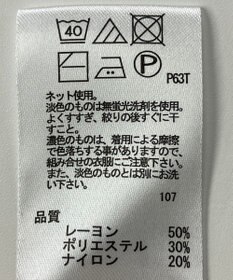 40
P
P63T
ネット使用。
淡色のものは無蛍光洗剤を使用。
よくすすぎ、絞りの後すぐに干
すこと。
濃色のものは、着用による摩擦
で色落ちする事がありますので、
組み合せの衣服にご注意下さい。
また、淡色のものとは別にお洗
い下さい。
107
品質
レーヨン 50%
ポリエステル 30%
ナイロン 20%